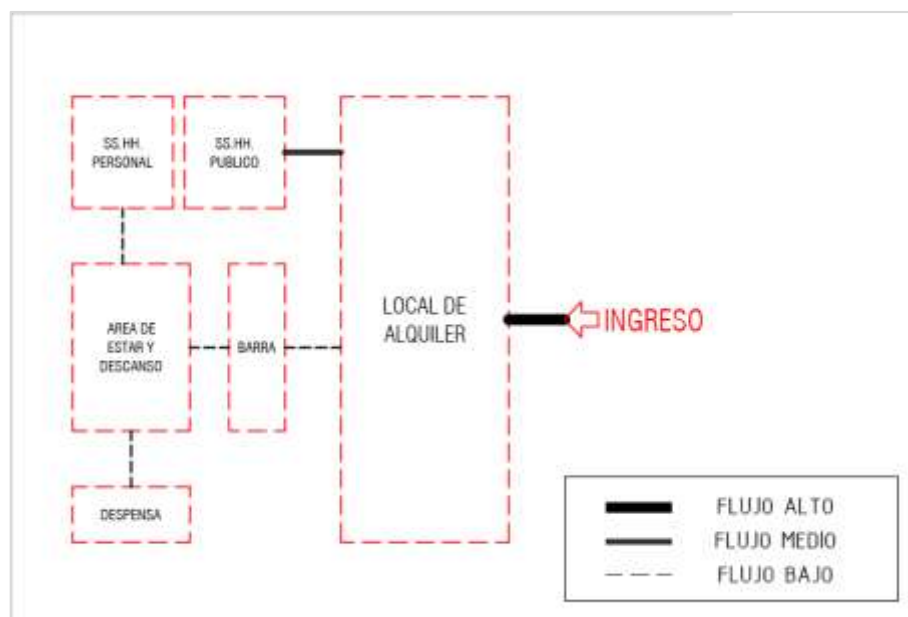 SS.HH.
PERSONAL
SS.HH.
PUBLICO
LOCAL DE
ALQUILER
INGRESO
AREA DE
ESTAR Y
DESCANSO
BARRA
DESPENSA
FLUJO ALTO
FLUJO MEDIO
FLUJO BAJO